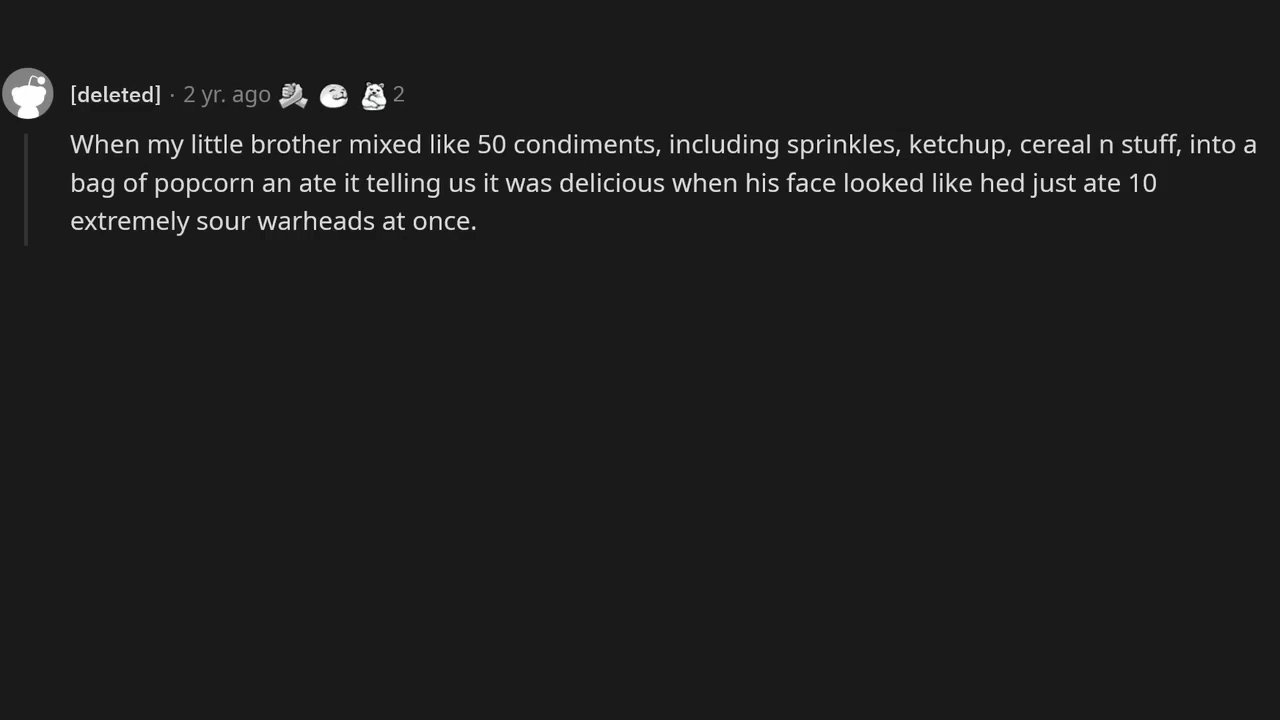 [deleted] · 2 yr. ago 2
When my little brother mixed like 50 condiments, including sprinkles, ketchup, cereal n stuff, into a
bag of popcorn an ate it telling us it was delicious when his face looked like hed just ate 10
extremely sour warheads at once.